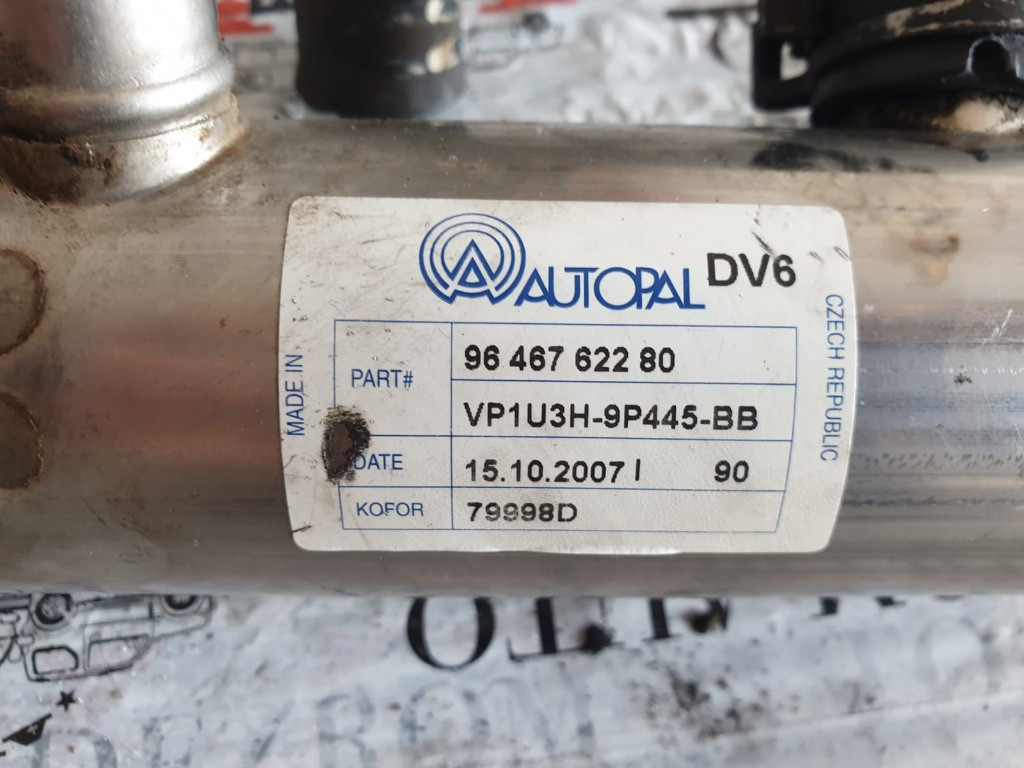 AUTOPAL DV6
MADE IN
CZECH REPUBLIC
PART# 96 467 622 80
VP1U3H-9P445-BB
DATE 15.10.2007 I 90
KOFOR 79998D